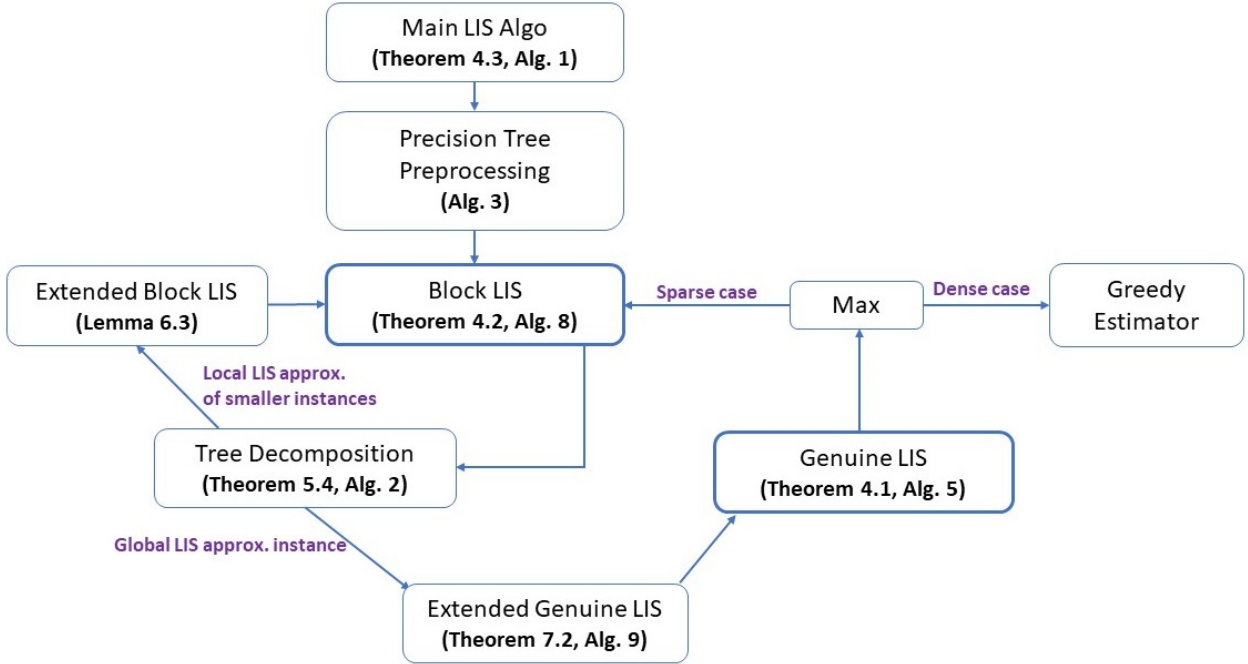 Main LIS Algo
(Theorem 4.3, Alg. 1)
Precision Tree
Preprocessing
(Alg. 3)
Extended Block LIS
(Lemma 6.3)
Block LIS
(Theorem 4.2, Alg. 8)
Sparse case
Max
Dense case
Greedy
Estimator
Local LIS approx.
of smaller instances
Tree Decomposition
(Theorem 5.4, Alg. 2)
Genuine LIS
(Theorem 4.1, Alg. 5)
Global LIS approx. instance
Extended Genuine LIS
(Theorem 7.2, Alg. 9)